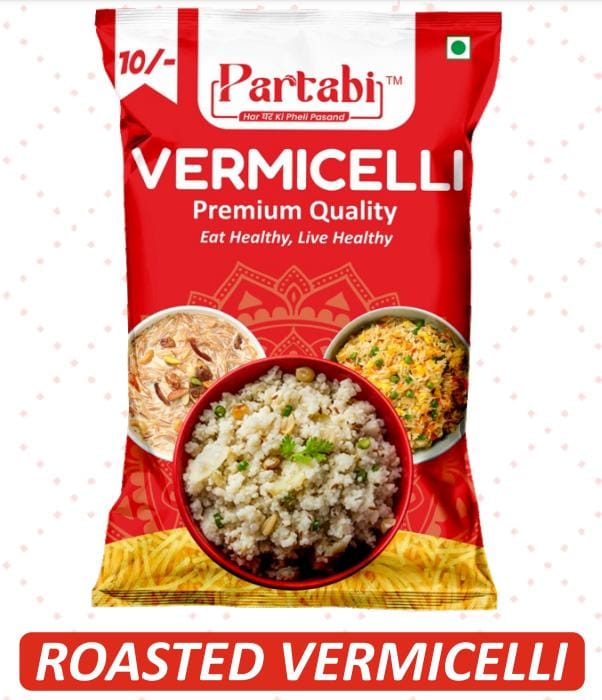 10/-
Partabi™
Har घर Ki Pheli Pasand
VERMICELLI
Premium Quality
Eat Healthy, Live Healthy
ROASTED VERMICELLI